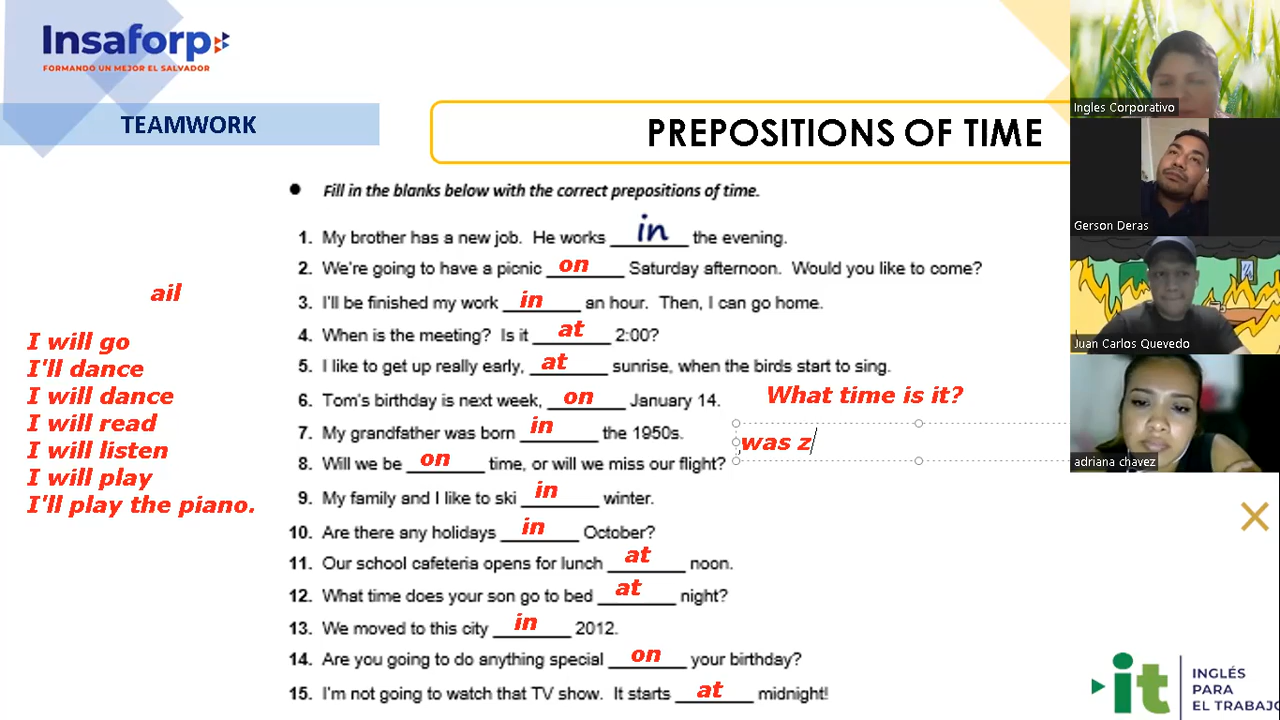 Insaforp
FORMANDO UN MEJOR EL SALVADOR
TEAMWORK
PREPOSITIONS OF TIME
Fill in the blanks below with the correct prepositions of time.
1. My brother has a new job. He works in the evening.
2. We're going to have a picnic on Saturday afternoon. Would you like to come?
3. I'll be finished my work in an hour. Then, I can go home.
4. When is the meeting? Is it at 2:00?
5. I like to get up really early, at sunrise, when the birds start to sing.
6. Tom's birthday is next week, on January 14.
7. My grandfather was born in the 1950s.
8. Will we be on time, or will we miss our flight?
9. My family and I like to ski in winter.
10. Are there any holidays in October?
11. Our school cafeteria opens for lunch at noon.
12. What time does your son go to bed at night?
13. We moved to this city in 2012.
14. Are you going to do anything special on your birthday?
15. I'm not going to watch that TV show. It starts at midnight!
ail
I will go
I'll dance
I will dance
I will read
I will listen
I will play
I'll play the piano.
What time is it?
was z
Ingles Corporativo
Gerson Deras
Juan Carlos Quevedo
adriana chavez
it
INGLÉS
PARA
EL TRABAJO